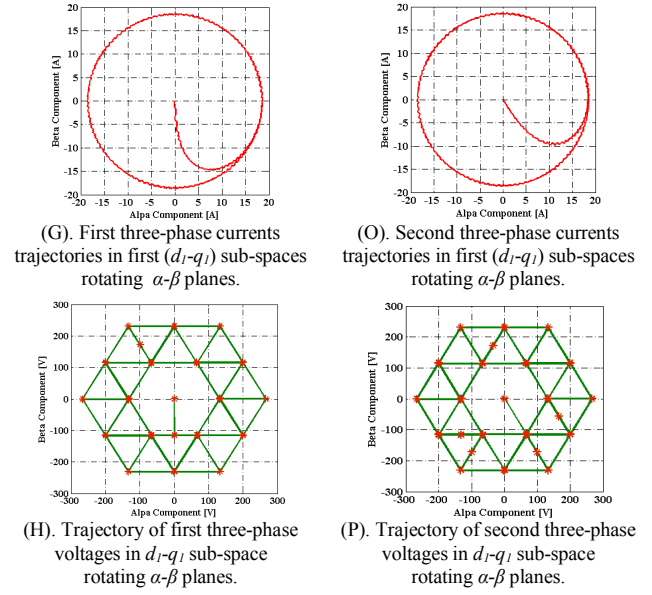 20
15
10
5
0
-5
-10
-15
-20
Beta Component [A]
-20 -15 -10 -5 0 5 10 15 20
Alpa Component [A]
(G). First three-phase currents
trajectories in first (d1-q1) sub-spaces
rotating α-β planes.
20
15
10
5
0
-5
-10
-15
-20
Beta Component [A]
-20 -15 -10 -5 0 5 10 15 20
Alpa Component [A]
(O). Second three-phase currents
trajectories in first (d1-q1) sub-spaces
rotating α-β planes.
300
200
100
0
-100
-200
-300
Beta Component [V]
-300 -200 -100 0 100 200 300
Alpa Component [V]
(H). Trajectory of first three-phase
voltages in d1-q1 sub-space
rotating α-β planes.
300
200
100
0
-100
-200
-300
Beta Component [V]
-300 -200 -100 0 100 200 300
Alpa Component [V]
(P). Trajectory of second three-phase
voltages in d1-q1 sub-space
rotating α-β planes.